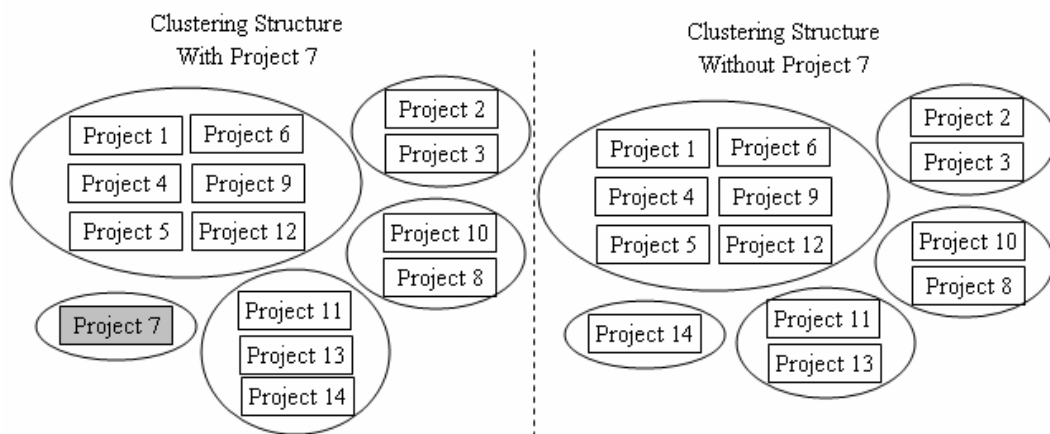 Clustering Structure
With Project 7
Project 1
Project 6
Project 4
Project 9
Project 5
Project 12
Project 2
Project 3
Project 10
Project 8
Project 7
Project 11
Project 13
Project 14
Clustering Structure
Without Project 7
Project 1
Project 6
Project 4
Project 9
Project 5
Project 12
Project 2
Project 3
Project 10
Project 8
Project 14
Project 11
Project 13